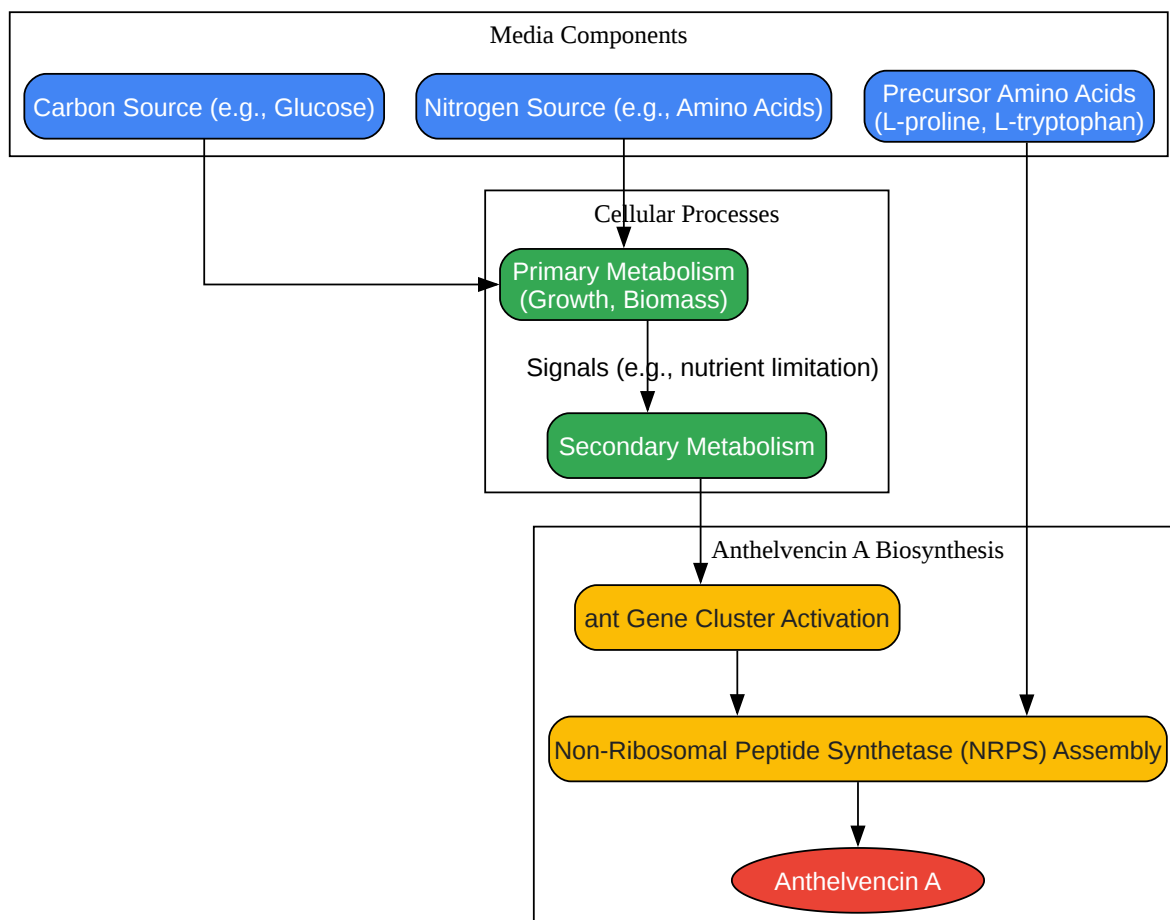 Media Components
Carbon Source (e.g., Glucose)
Nitrogen Source (e.g., Amino Acids)
Precursor Amino Acids
(L-proline, L-tryptophan)
Cellular Processes
Primary Metabolism
(Growth, Biomass)
Signals (e.g., nutrient limitation)
Secondary Metabolism
Anthelvencin A Biosynthesis
ant Gene Cluster Activation
Non-Ribosomal Peptide Synthetase (NRPS) Assembly
Anthelvencin A